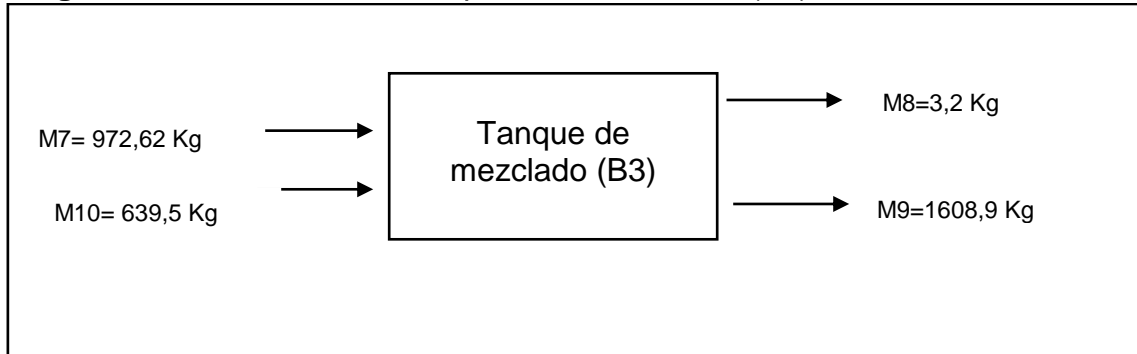 M7= 972,62 Kg
M10= 639,5 Kg
Tanque de
mezclado (B3)
M8=3,2 Kg
M9=1608,9 Kg